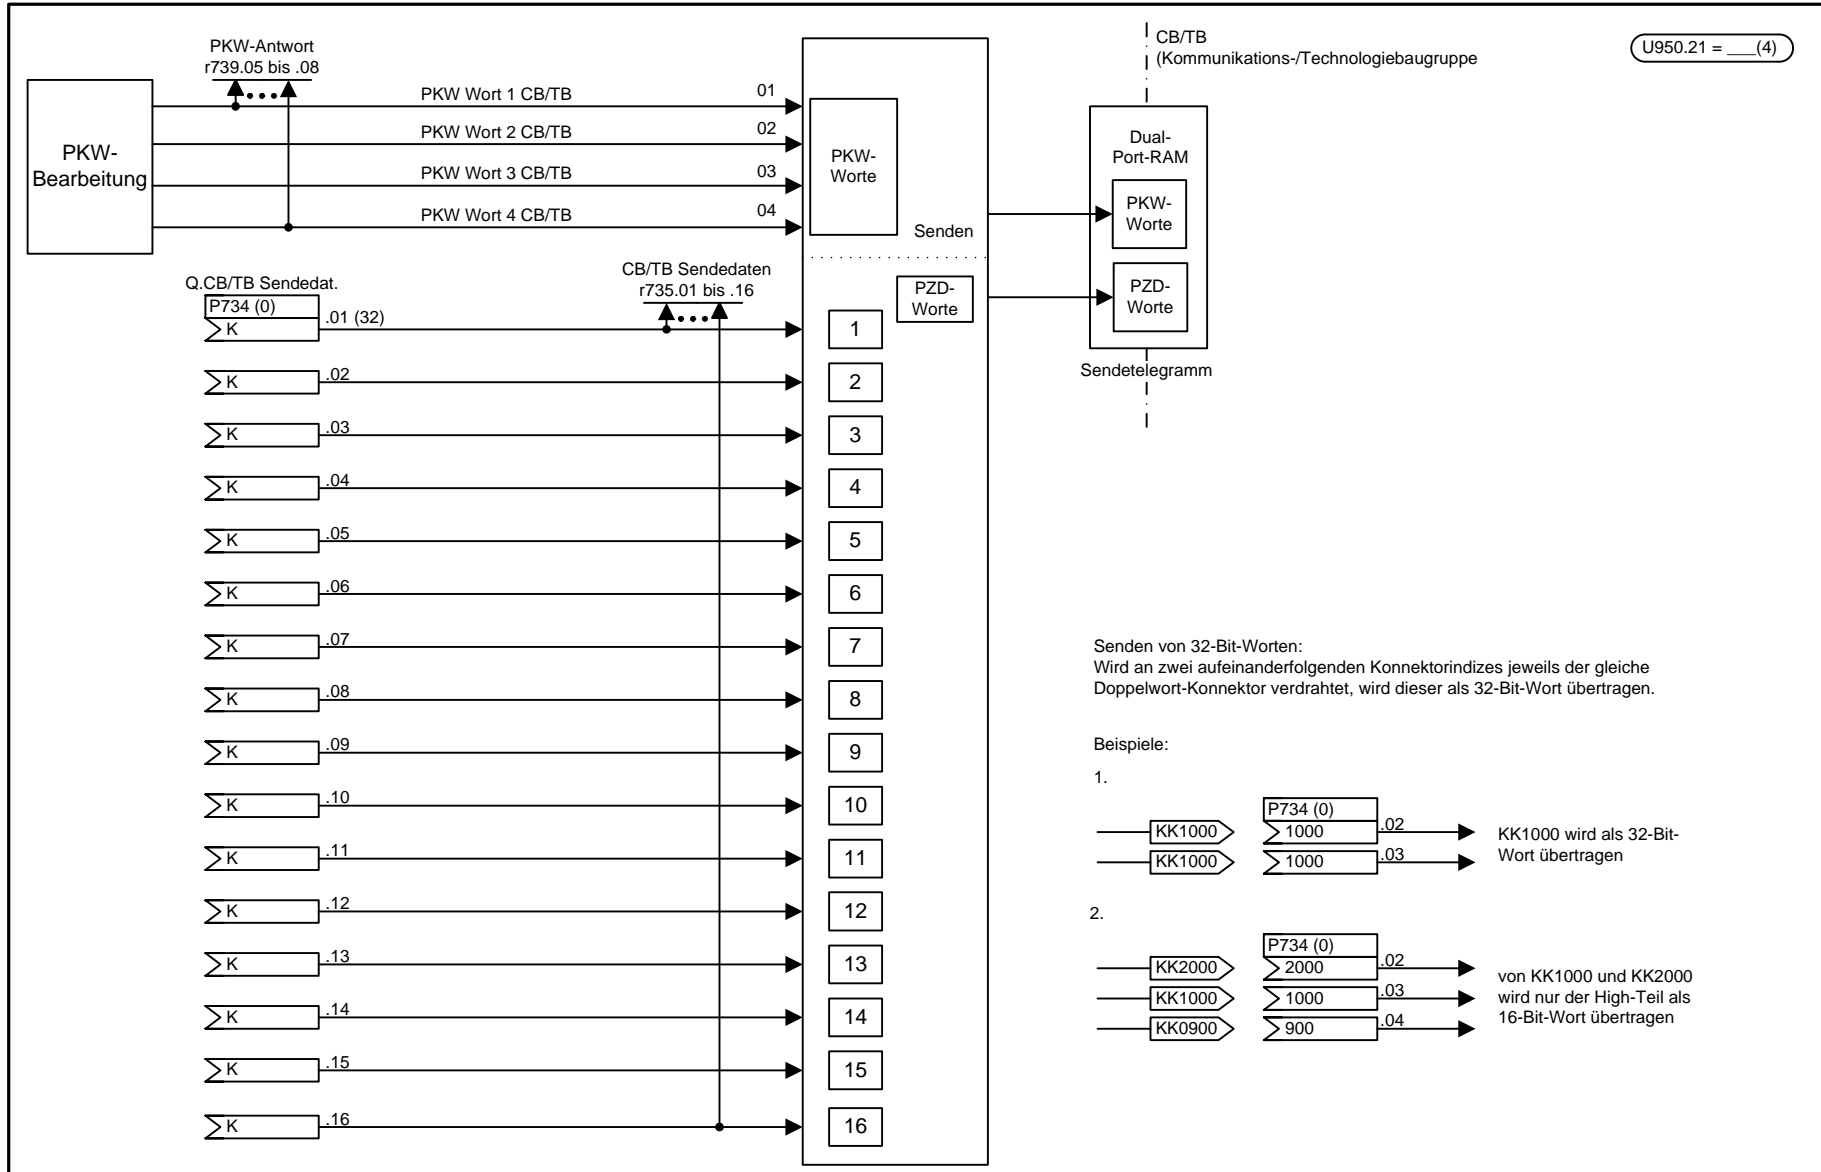 PKW-Antwort
r739.05 bis .08
CB/TB
(Kommunikations-/Technologiebaugruppe
U950.21 = ___(4)
PKW-
Bearbeitung
PKW Wort 1 CB/TB
01
PKW Wort 2 CB/TB
02
PKW Wort 3 CB/TB
03
PKW Wort 4 CB/TB
04
PKW-
Worte
Senden
Dual-
Port-RAM
PKW-
Worte
PZD-
Worte
Sendetelegramm
PZD-
Worte
Q.CB/TB Sendedat.
P734 (0)
CB/TB Sendedaten
r735.01 bis .16
K
.01 (32)
1
K
.02
2
K
.03
3
K
.04
4
K
.05
5
K
.06
6
K
.07
7
K
.08
8
K
.09
9
K
.10
10
K
.11
11
K
.12
12
K
.13
13
K
.14
14
K
.15
15
K
.16
16
Senden von 32-Bit-Worten:
Wird an zwei aufeinanderfolgenden Konnektorindizes jeweils der gleiche
Doppelwort-Konnektor verdrahtet, wird dieser als 32-Bit-Wort übertragen.
Beispiele:
1.
P734 (0)
KK1000
1000
.02
KK1000
1000
.03
KK1000 wird als 32-Bit-
Wort übertragen
2.
P734 (0)
KK2000
2000
.02
KK1000
1000
.03
KK0900
900
.04
von KK1000 und KK2000
wird nur der High-Teil als
16-Bit-Wort übertragen